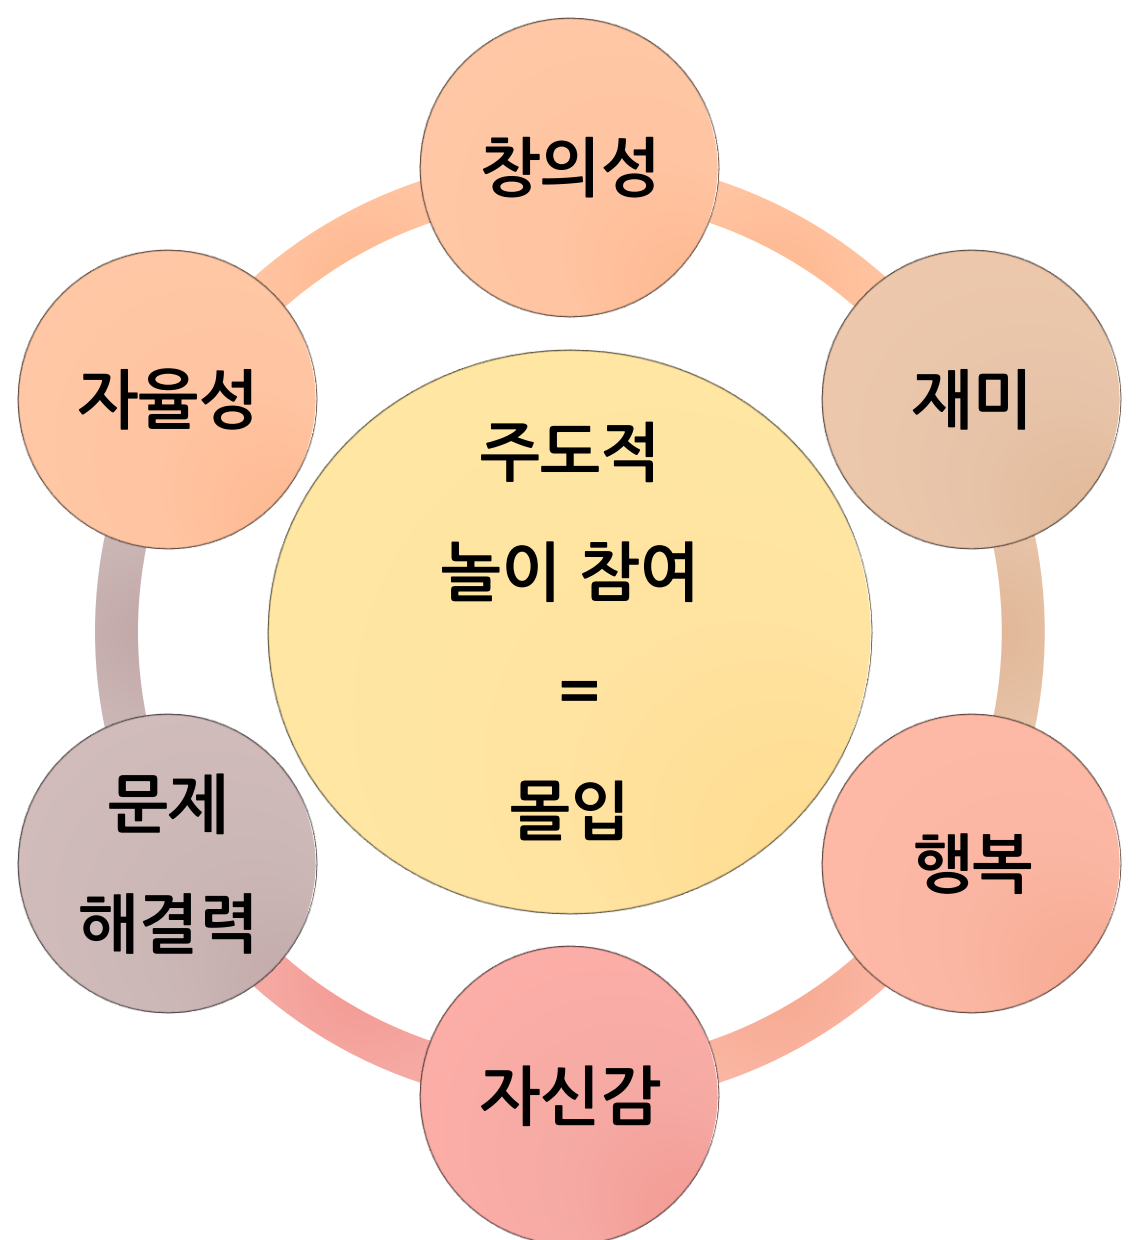 창의성
재미
행복
자신감
문제
해결력
자율성
주도적
놀이 참여
=
몰입